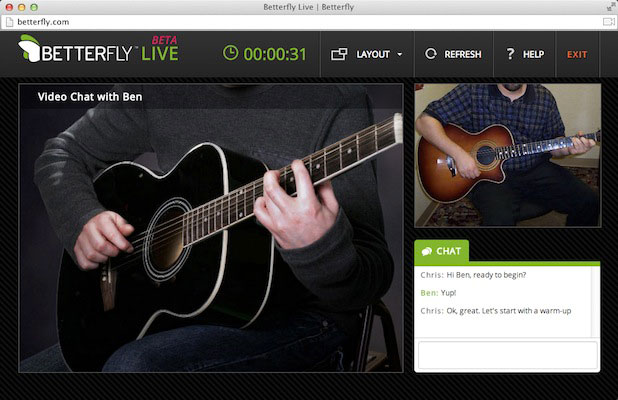 Betterfly Live | Betterfly
betterfly.com
BETTERFLY™ LIVE BETA
00:00:31
LAYOUT
REFRESH
? HELP
EXIT
Video Chat with Ben
CHAT
Chris: Hi Ben, ready to begin?
Ben: Yup!
Chris: Ok, great. Let's start with a warm-up